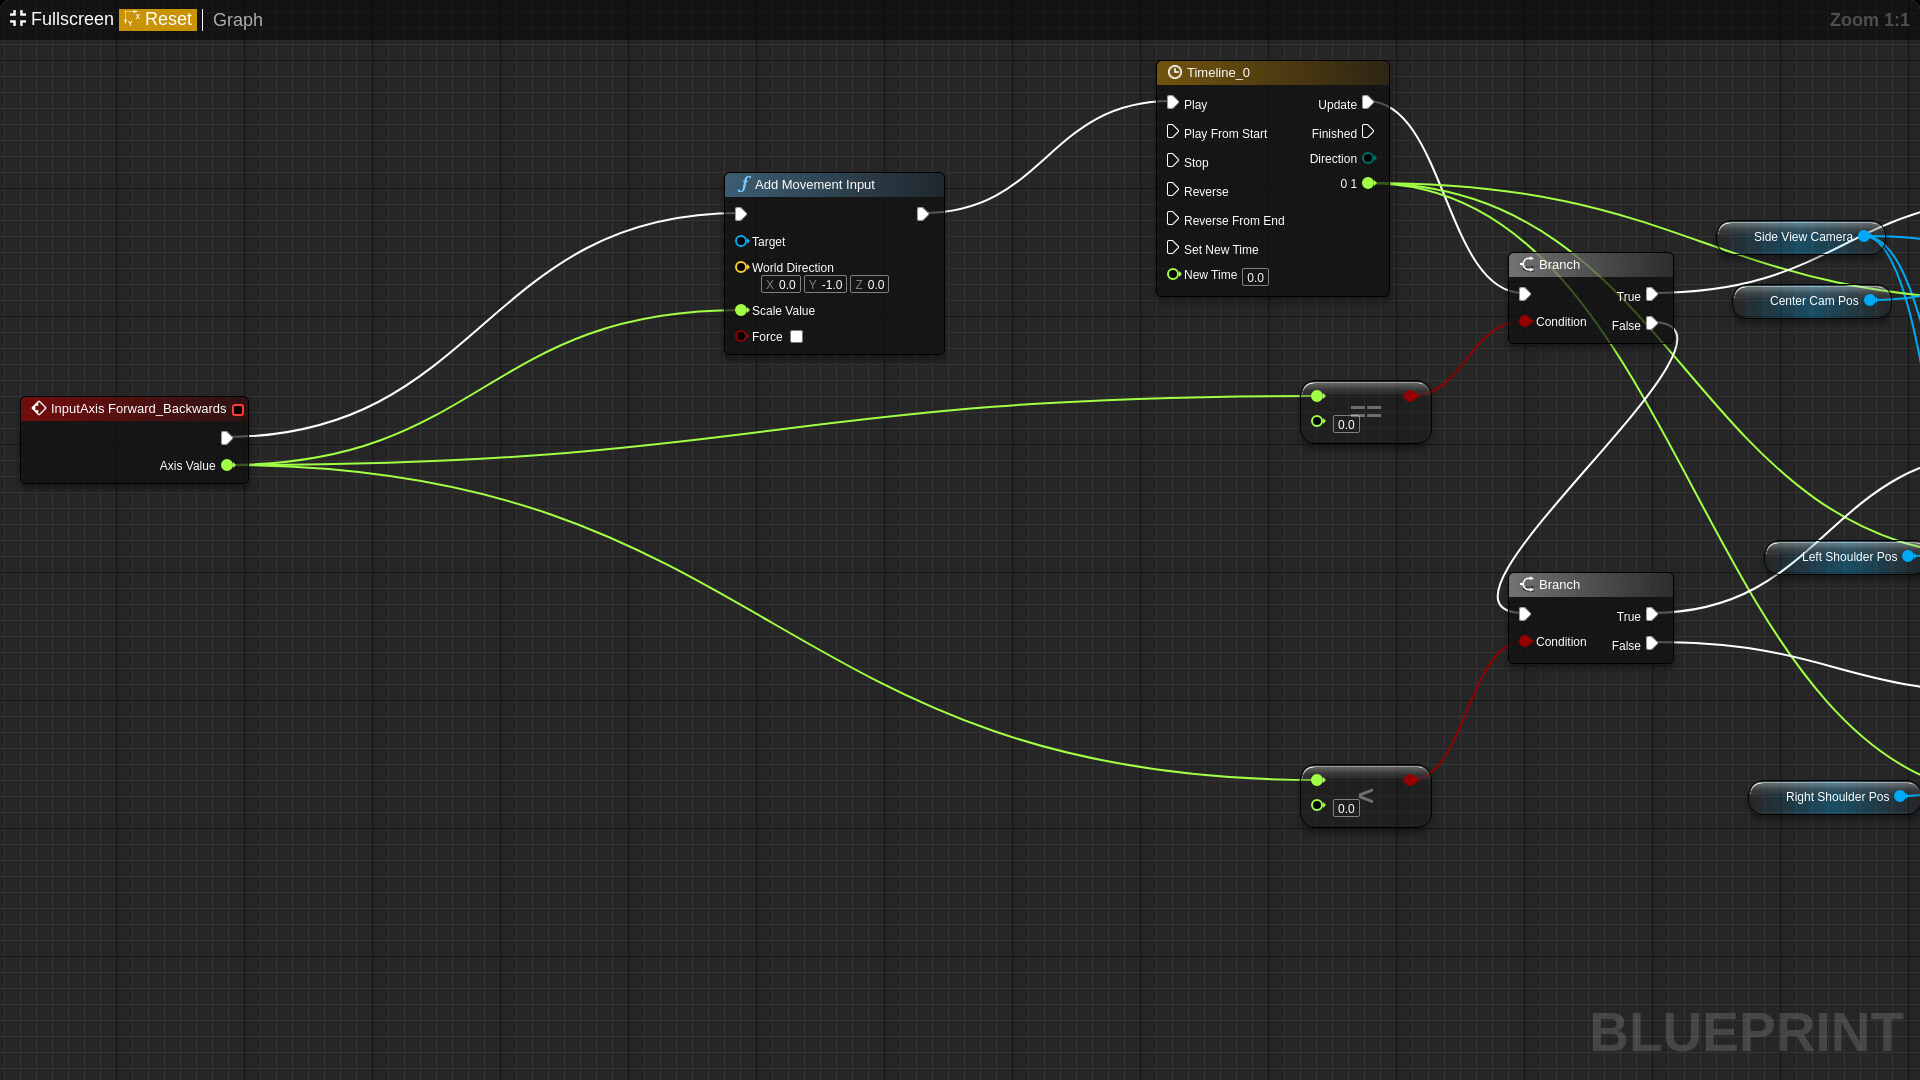 Fullscreen Reset Graph
Zoom 1:1
Timeline_0
Play Update
Play From Start Finished
Stop Direction
0 1
Reverse
Reverse From End
Set New Time
New Time 0.0
Add Movement Input
Target
World Direction
X 0.0 Y -1.0 Z 0.0
Scale Value
Force
InputAxis Forward_Backwards
Axis Value
Side View Camera
Center Cam Pos
Branch
True
Condition False
==
0.0
Left Shoulder Pos
Branch
True
Condition False
<
0.0
Right Shoulder Pos
BLUEPRINT